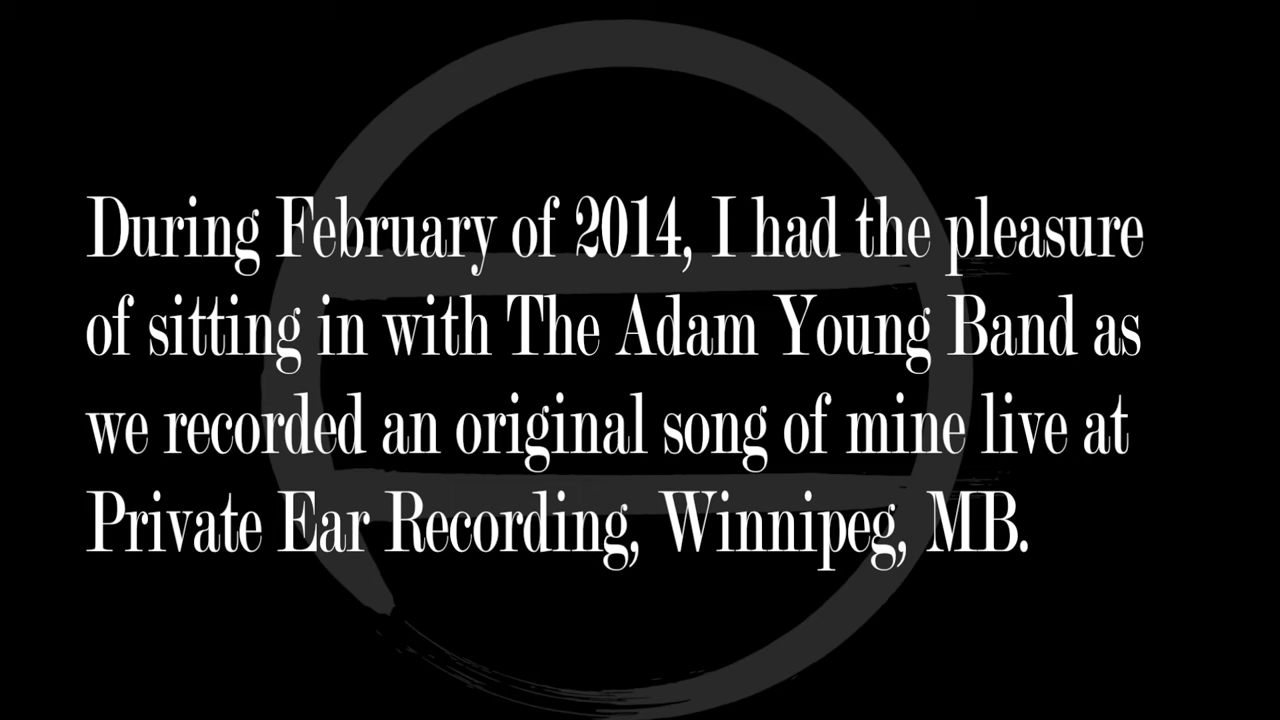 During February of 2014, I had the pleasure
of sitting in with The Adam Young Band as
we recorded an original song of mine live at
Private Ear Recording, Winnipeg, MB.